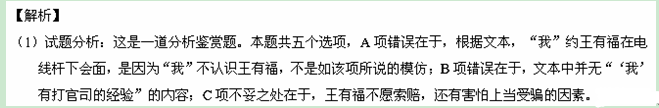 【解析】
（1）试题分析：这是一道分析鉴赏题。本题共五个选项，A 项错误在于，根据文本，“我”约王有福在电
线杆下会面，是因为“我”不认识王有福，不是如该项所说的模仿；B 项错误在于，文本中并无“‘我’
有打官司的经验”的内容；C 项不妥之处在于，王有福不愿索赔，还有害怕上当受骗的因素。